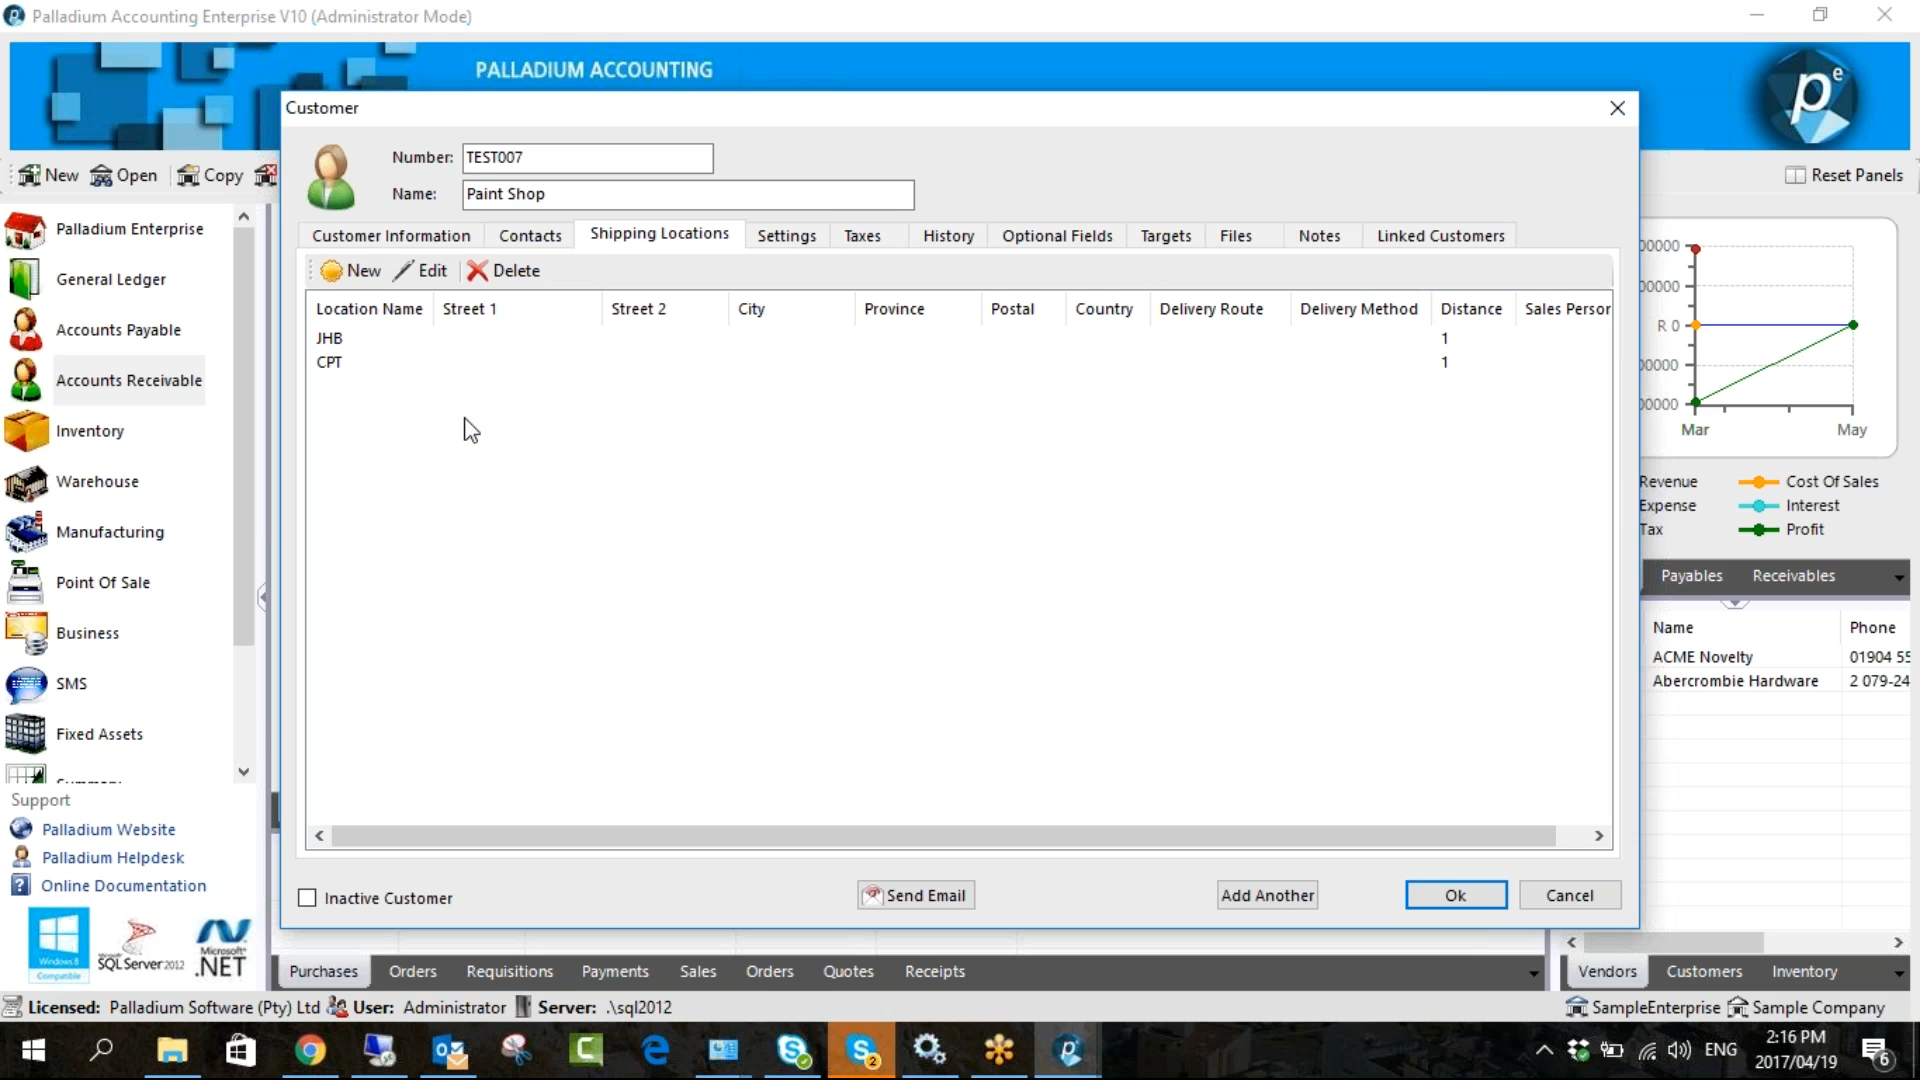 Palladium Accounting Enterprise V10 (Administrator Mode)
PALLADIUM ACCOUNTING
Customer
Number: TEST007
Name: Paint Shop
New Open Copy
Reset Panels
Customer Information Contacts Shipping Locations Settings Taxes History Optional Fields Targets Files Notes Linked Customers
New Edit Delete
Location Name Street 1 Street 2 City Province Postal Country Delivery Route Delivery Method Distance Sales Person
JHB 1
CPT 1
Palladium Enterprise
General Ledger
Accounts Payable
Accounts Receivable
Inventory
Warehouse
Manufacturing
Point Of Sale
Business
SMS
Fixed Assets
Support
Palladium Website
Palladium Helpdesk
Online Documentation
Windows 8
Compatible
SQL Server 2012
Microsoft
.NET
R 0
Mar May
Revenue Cost Of Sales
Expense Interest
Tax Profit
Payables Receivables
Name Phone
ACME Novelty 01904 55
Abercrombie Hardware 2 079-24
Inactive Customer
Send Email
Add Another
Ok
Cancel
Purchases Orders Requisitions Payments Sales Orders Quotes Receipts
Vendors Customers Inventory
Licensed: Palladium Software (Pty) Ltd User: Administrator Server: .\sql2012
SampleEnterprise Sample Company
2
ENG
2:16 PM
2017/04/19
6